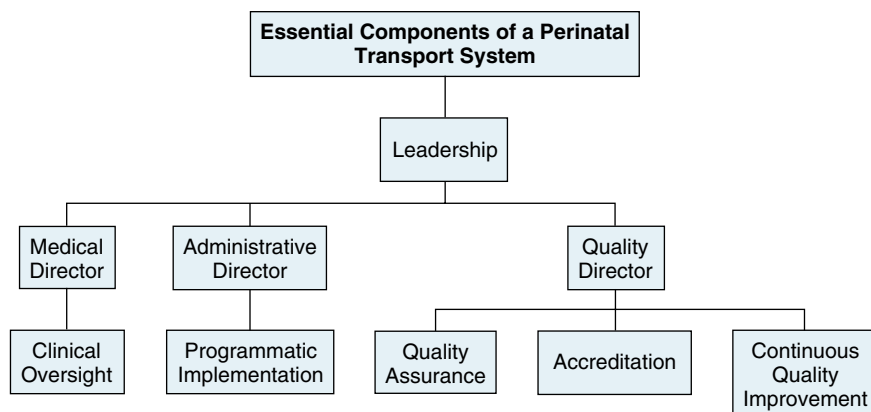 Essential Components of a Perinatal
Transport System
Leadership
Medical
Director
Administrative
Director
Quality
Director
Clinical
Oversight
Programmatic
Implementation
Quality
Assurance
Accreditation
Continuous
Quality
Improvement